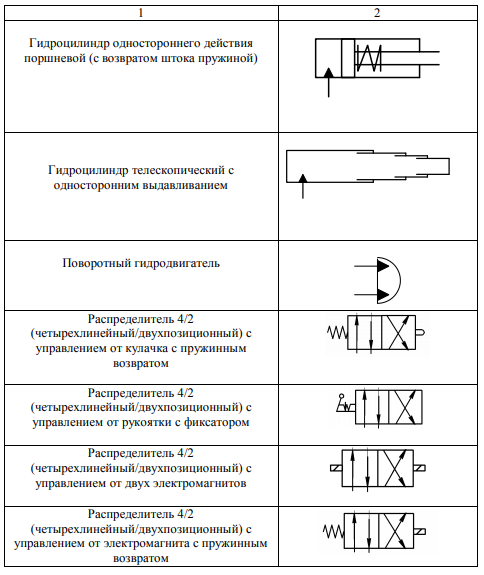 1
2
Гидроцилиндр одностороннего действия
поршневой (с возвратом штока пружиной)
Гидроцилиндр телескопический с
односторонним выдавливанием
Поворотный гидродвигатель
Распределитель 4/2
(четырехлинейный/двухпозиционный) с
управлением от кулачка с пружинным
возвратом
Распределитель 4/2
(четырехлинейный/двухпозиционный) с
управлением от рукоятки с фиксатором
Распределитель 4/2
(четырехлинейный/двухпозиционный) с
управлением от двух электромагнитов
Распределитель 4/2
(четырехлинейный/двухпозиционный) с
управлением от электромагнита с пружинным
возвратом